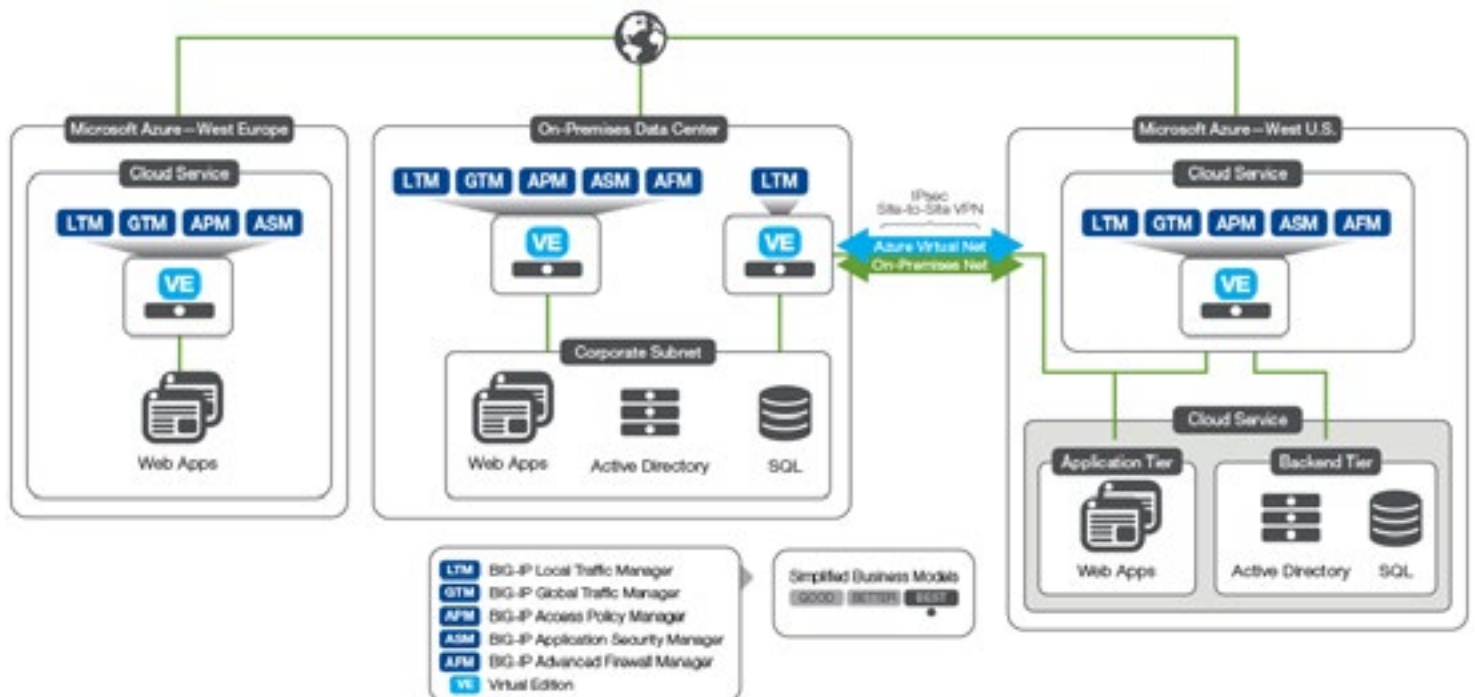 Microsoft Azure—West Europe
Cloud Service
LTM GTM APM ASM
VE
Web Apps
On-Premises Data Center
LTM GTM APM ASM AFM
VE
LTM
VE
Corporate Subnet
Web Apps
Active Directory
SQL
IPsec
Site-to-Site VPN
Azure Virtual Net
On-Premises Net
Microsoft Azure—West U.S.
Cloud Service
LTM GTM APM ASM AFM
VE
Cloud Service
Application Tier
Web Apps
Backend Tier
Active Directory
SQL
LTM BIG-IP Local Traffic Manager
GTM BIG-IP Global Traffic Manager
APM BIG-IP Access Policy Manager
ASM BIG-IP Application Security Manager
AFM BIG-IP Advanced Firewall Manager
VE Virtual Edition
Simplified Business Models
GOOD BETTER BEST